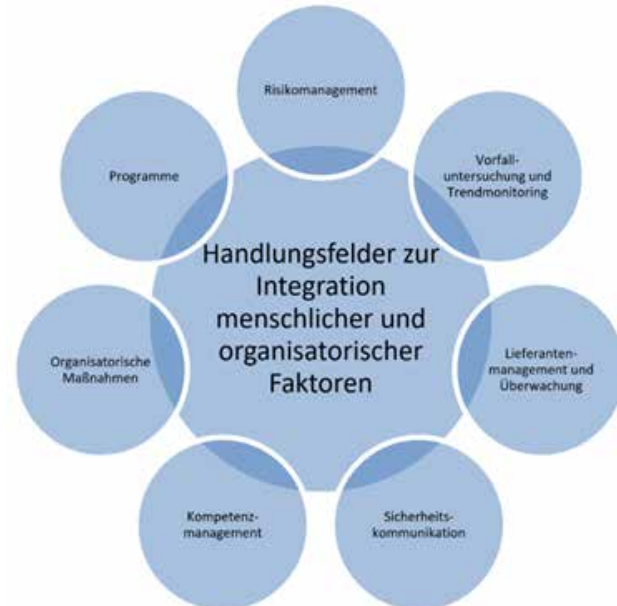 Risikomanagement
Vorfall-
untersuchung und
Trendmonitoring
Lieferanten-
management und
Überwachung
Sicherheits-
kommunikation
Kompetenz-
management
Organisatorische
Maßnahmen
Programme
Handlungsfelder zur
Integration
menschlicher und
organisatorischer
Faktoren